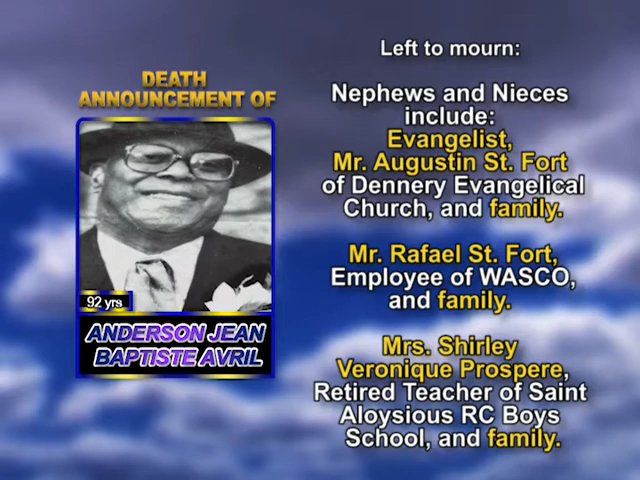 DEATH
ANNOUNCEMENT OF
92 yrs
ANDERSON JEAN
BAPTISTE AVRIL
Left to mourn:
Nephews and Nieces
include:
Evangelist,
Mr. Augustin St. Fort
of Dennery Evangelical
Church, and family.
Mr. Rafael St. Fort,
Employee of WASCO,
and family.
Mrs. Shirley
Veronique Prospere,
Retired Teacher of Saint
Aloysious RC Boys
School, and family.